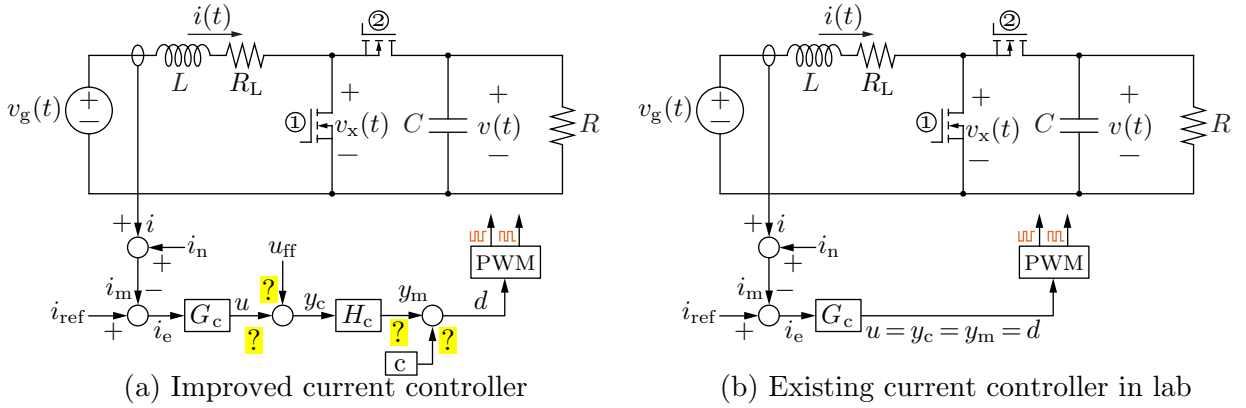 i(t) ② i(t) ②
L R_L L R_L
+ + + +
v_g(t) + − ① v_x(t) C v(t) R v_g(t) + − ① v_x(t) C v(t) R
− − − −
+ i + i
i_n u_ff PWM i_n PWM
+ +
i_m − ? i_m −
i_ref + i_e G_c u ? y_c H_c y_m ? ? d i_ref + i_e G_c u = y_c = y_m = d
c
(a) Improved current controller (b) Existing current controller in lab